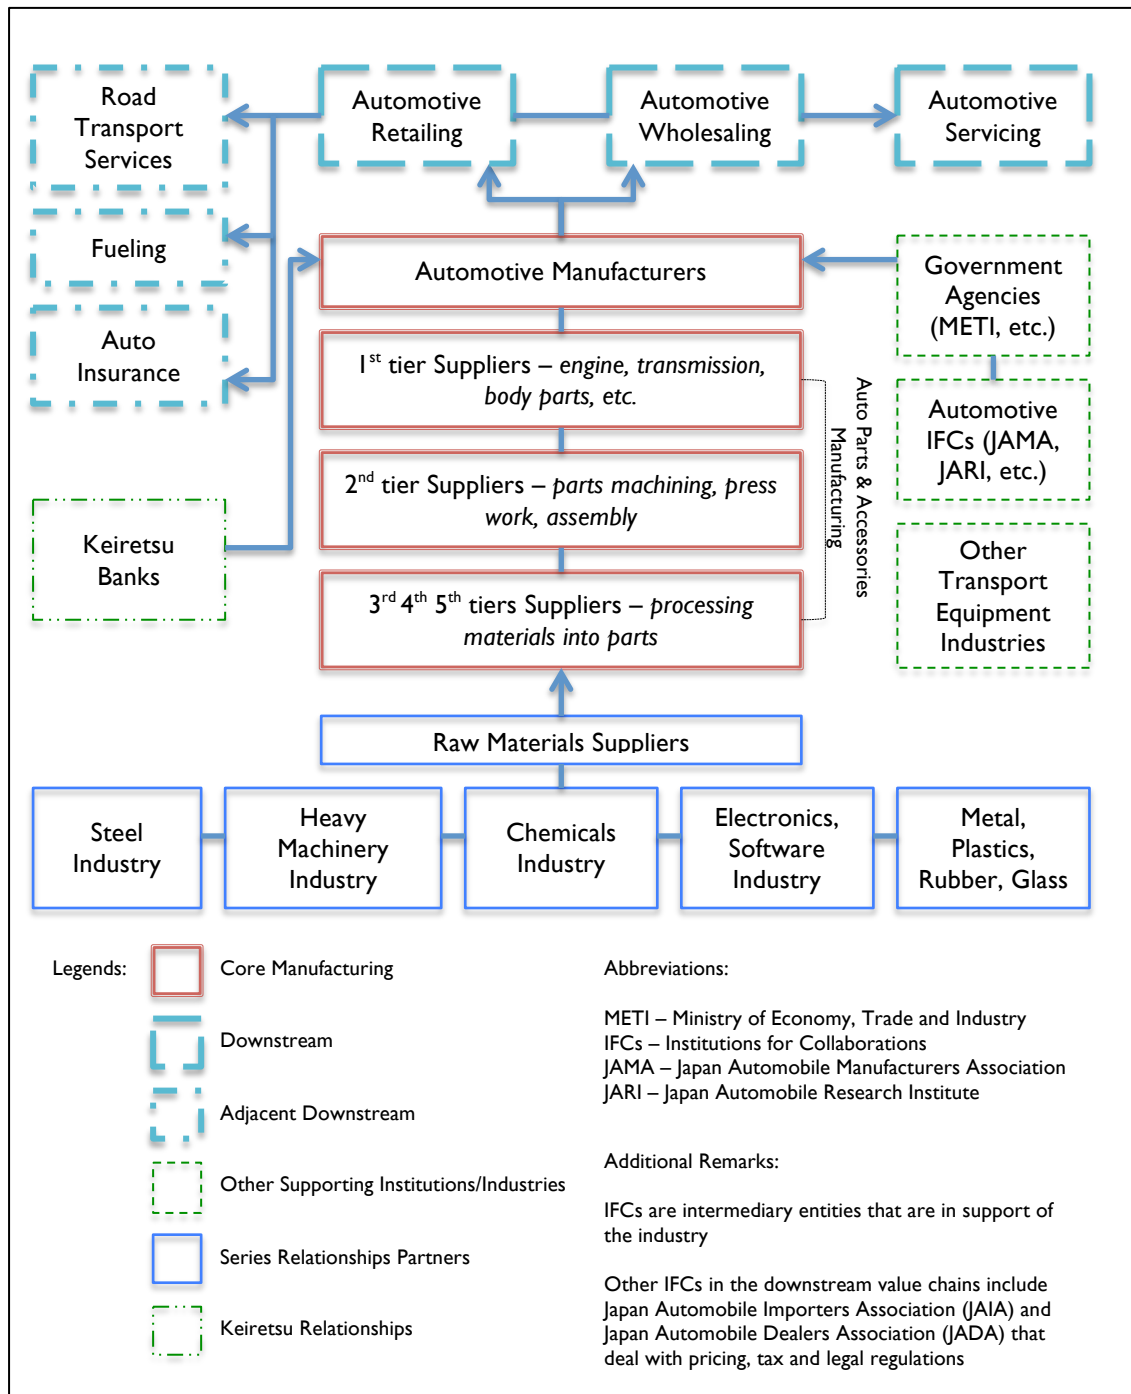 Road
Transport
Services
Automotive
Retailing
Automotive
Wholesaling
Automotive
Servicing
Fueling
Auto
Insurance
Automotive Manufacturers
Government
Agencies
(METI, etc.)
1st tier Suppliers – engine, transmission,
body parts, etc.
Automotive
IFCs (JAMA,
JARI, etc.)
Auto Parts & Accessories
Manufacturing
2nd tier Suppliers – parts machining, press
work, assembly
Keiretsu
Banks
Other
Transport
Equipment
Industries
3rd 4th 5th tiers Suppliers – processing
materials into parts
Raw Materials Suppliers
Steel
Industry
Heavy
Machinery
Industry
Chemicals
Industry
Electronics,
Software
Industry
Metal,
Plastics,
Rubber, Glass
Legends:
Core Manufacturing
Downstream
Adjacent Downstream
Other Supporting Institutions/Industries
Series Relationships Partners
Keiretsu Relationships
Abbreviations:
METI – Ministry of Economy, Trade and Industry
IFCs – Institutions for Collaborations
JAMA – Japan Automobile Manufacturers Association
JARI – Japan Automobile Research Institute
Additional Remarks:
IFCs are intermediary entities that are in support of
the industry
Other IFCs in the downstream value chains include
Japan Automobile Importers Association (JAIA) and
Japan Automobile Dealers Association (JADA) that
deal with pricing, tax and legal regulations